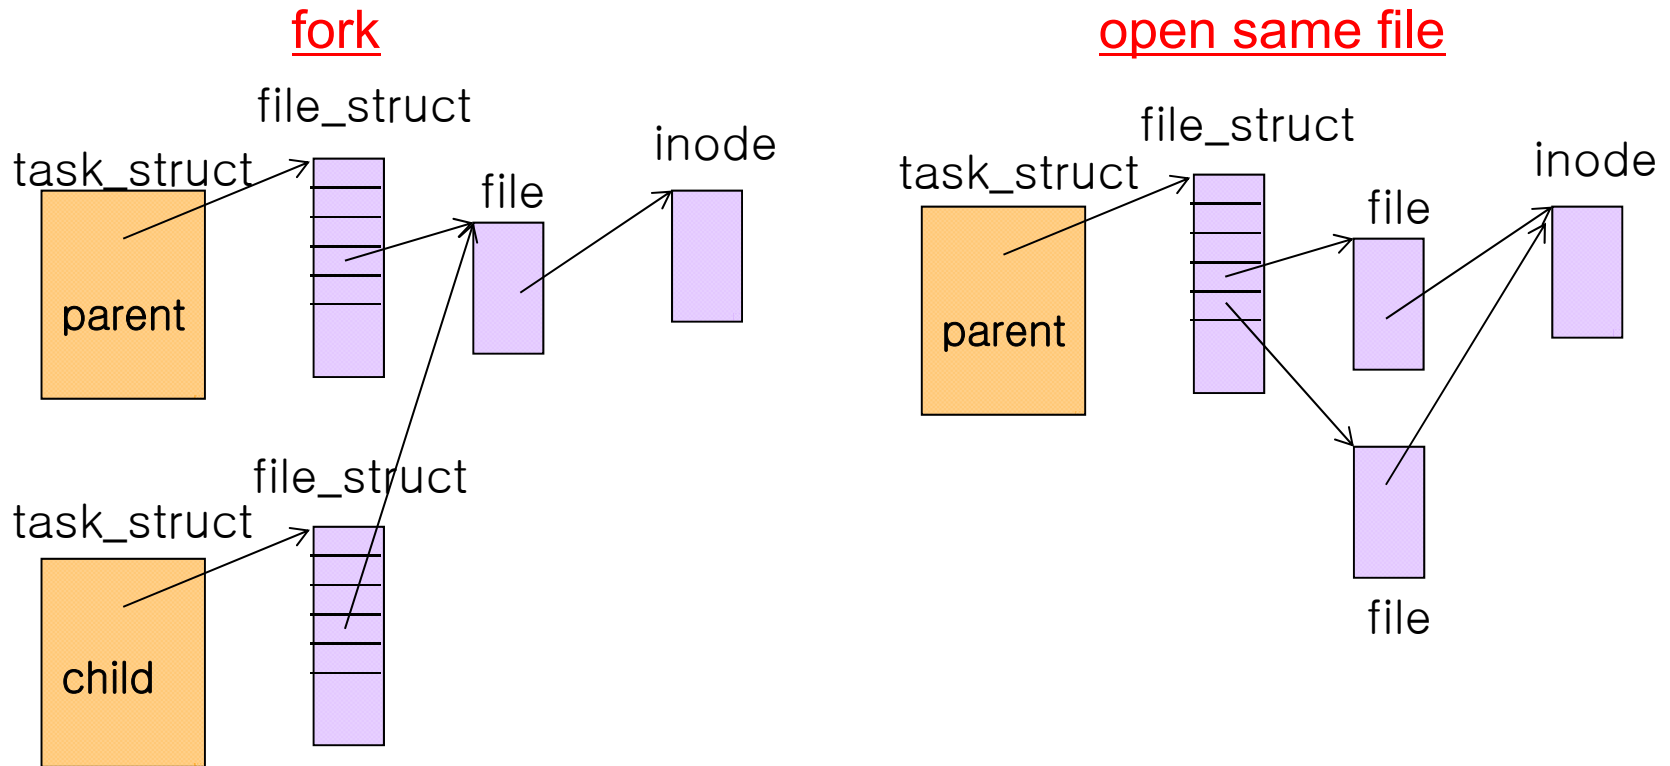 fork
file_struct
task_struct
file
inode
parent
file_struct
task_struct
child
open same file
file_struct
task_struct
file
inode
parent
file